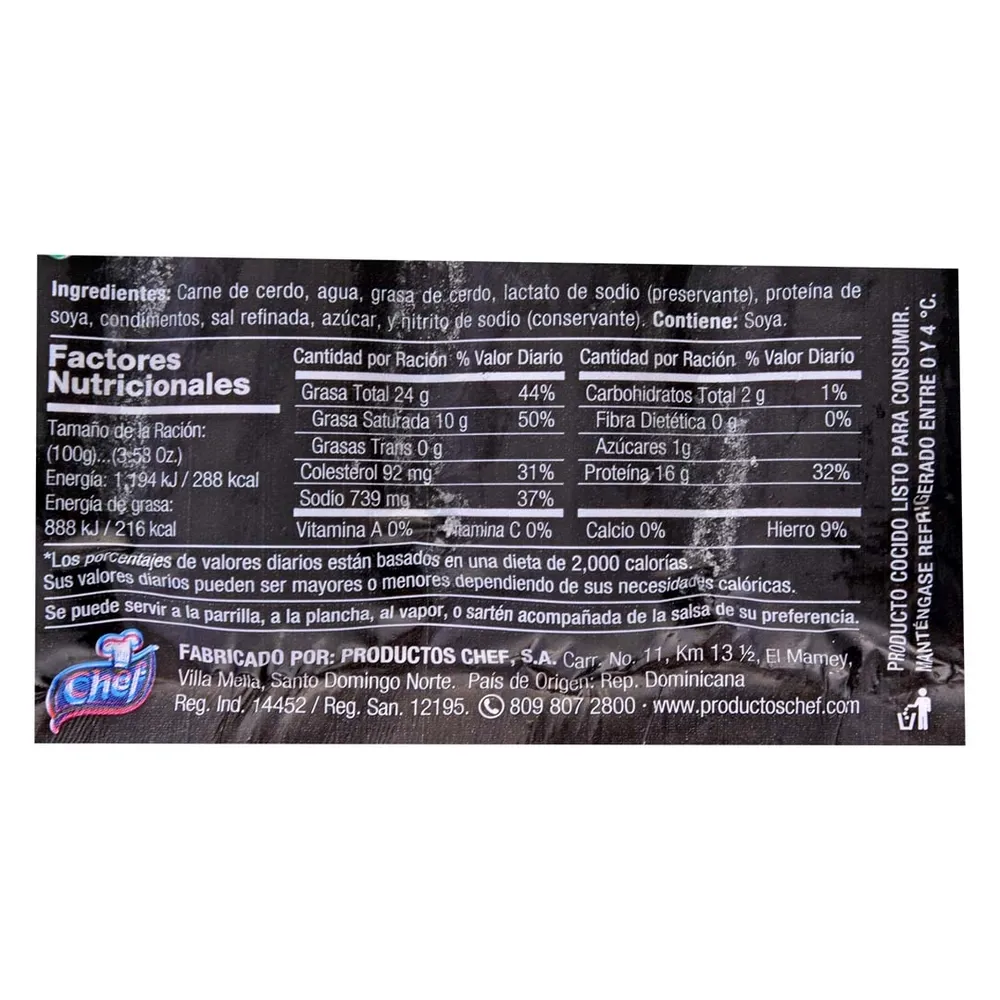 Ingredientes: Carne de cerdo, agua, grasa de cerdo, lactato de sodio (preservante), proteína de
soya, condimentos, sal refinada, azúcar, y nitrito de sodio (conservante). Contiene: Soya.
Factores
Nutricionales
Tamaño de la Ración:
(100g)...(3.58 Oz.)
Energía: 1,194 kJ / 288 kcal
Energía de grasa:
888 kJ / 216 kcal
Cantidad por Ración % Valor Diario
Grasa Total 24 g 44%
Grasa Saturada 10 g 50%
Grasas Trans 0 g
Colesterol 92 mg 31%
Sodio 739 mg 37%
Vitamina A 0% Vitamina C 0%
Cantidad por Ración % Valor Diario
Carbohidratos Total 2 g 1%
Fibra Dietética 0 g 0%
Azúcares 1g
Proteína 16 g 32%
Calcio 0% Hierro 9%
*Los porcentajes de valores diarios están basados en una dieta de 2,000 calorías.
Sus valores diarios pueden ser mayores o menores dependiendo de sus necesidades calóricas.
Se puede servir a la parrilla, a la plancha, al vapor, o sartén acompañada de la salsa de su preferencia.
Chef
FABRICADO POR: PRODUCTOS CHEF, S.A. Carr. No. 11, Km 13 ½, El Mamey,
Villa Mella, Santo Domingo Norte. País de Origen: Rep. Dominicana
Reg. Ind. 14452 / Reg. San. 12195. 809 807 2800 · www.productoschef.com
PRODUCTO COCIDO LISTO PARA CONSUMIR.
MANTENGASE REFRIGERADO ENTRE 0 Y 4 °C.